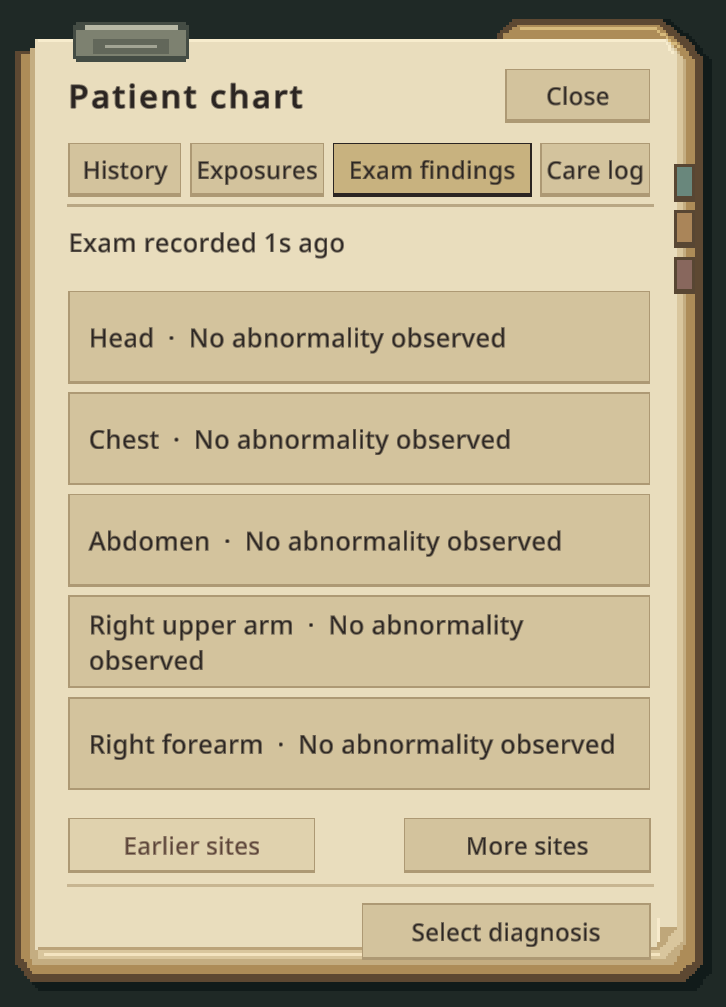 Patient chart
Close
History
Exposures
Exam findings
Care log
Exam recorded 1s ago
Head · No abnormality observed
Chest · No abnormality observed
Abdomen · No abnormality observed
Right upper arm · No abnormality
observed
Right forearm · No abnormality observed
Earlier sites
More sites
Select diagnosis